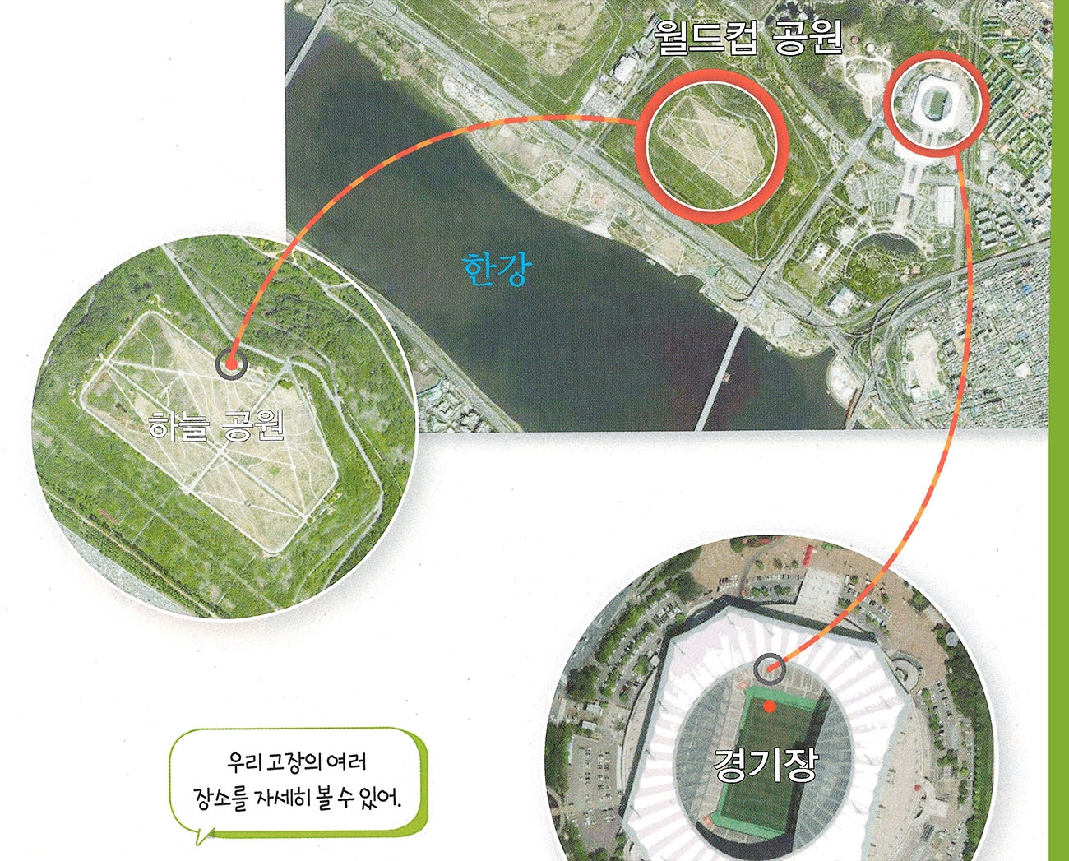 월드컵 공원
한강
하늘 공원
경기장
우리 고장의 여러
장소를 자세히 볼 수 있어.